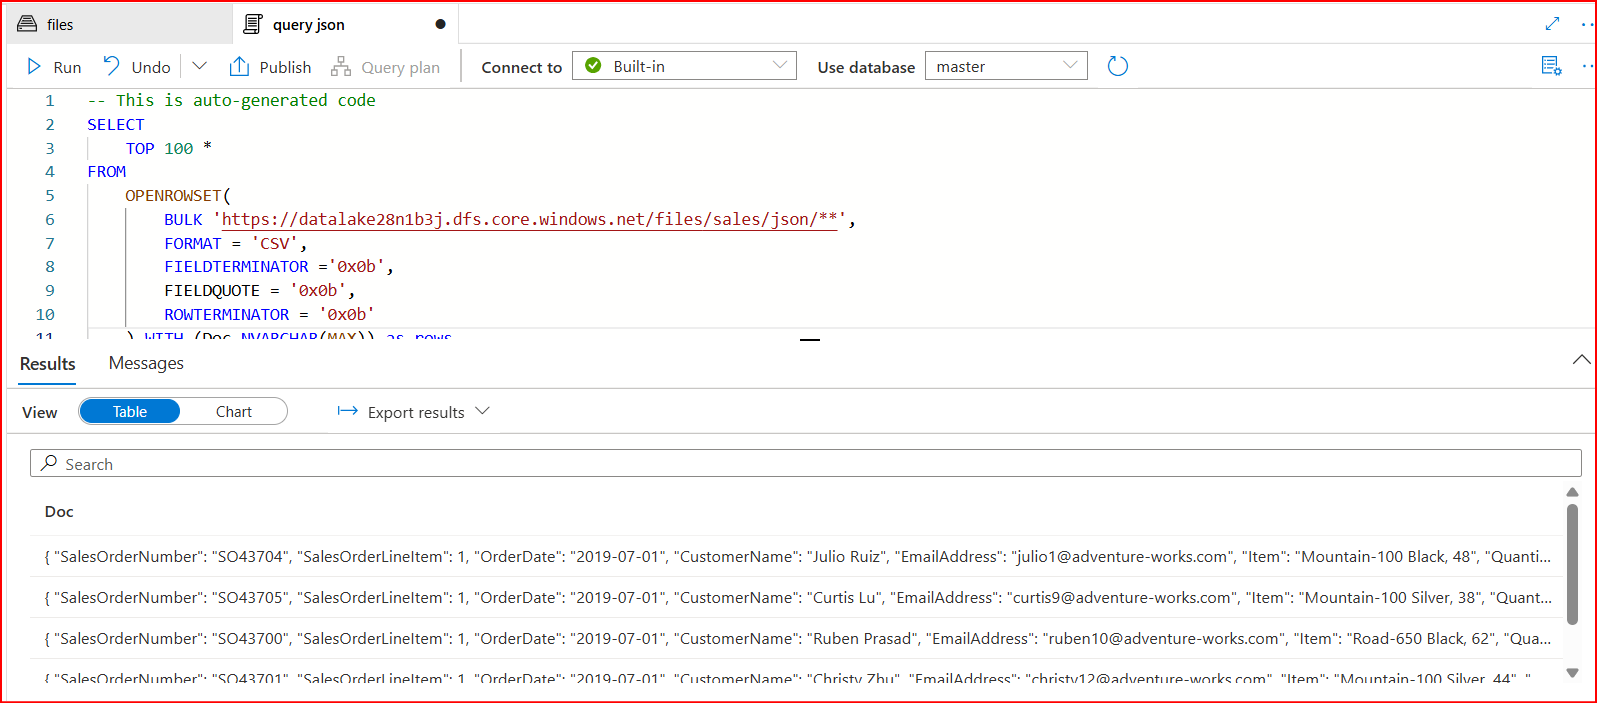 files
query json
Run Undo Publish Query plan Connect to Built-in Use database master
1 -- This is auto-generated code
2 SELECT
3 TOP 100 *
4 FROM
5 OPENROWSET(
6 BULK 'https://datalake28n1b3j.dfs.core.windows.net/files/sales/json/**',
7 FORMAT = 'CSV',
8 FIELDTERMINATOR ='0x0b',
9 FIELDQUOTE = '0x0b',
10 ROWTERMINATOR = '0x0b'
11 ) WITH (Doc NVARCHAR(MAX)) as rows
Results Messages
View Table Chart Export results
Search
Doc
{ "SalesOrderNumber": "SO43704", "SalesOrderLineItem": 1, "OrderDate": "2019-07-01", "CustomerName": "Julio Ruiz", "EmailAddress": "julio1@adventure-works.com", "Item": "Mountain-100 Black, 48", "Quanti...
{ "SalesOrderNumber": "SO43705", "SalesOrderLineItem": 1, "OrderDate": "2019-07-01", "CustomerName": "Curtis Lu", "EmailAddress": "curtis9@adventure-works.com", "Item": "Mountain-100 Silver, 38", "Quant...
{ "SalesOrderNumber": "SO43700", "SalesOrderLineItem": 1, "OrderDate": "2019-07-01", "CustomerName": "Ruben Prasad", "EmailAddress": "ruben10@adventure-works.com", "Item": "Road-650 Black, 62", "Qua...
{ "SalesOrderNumber": "SO43701", "SalesOrderLineItem": 1, "OrderDate": "2019-07-01", "CustomerName": "Christy Zhu", "EmailAddress": "christy12@adventure-works.com", "Item": "Mountain-100 Silver, 44", "